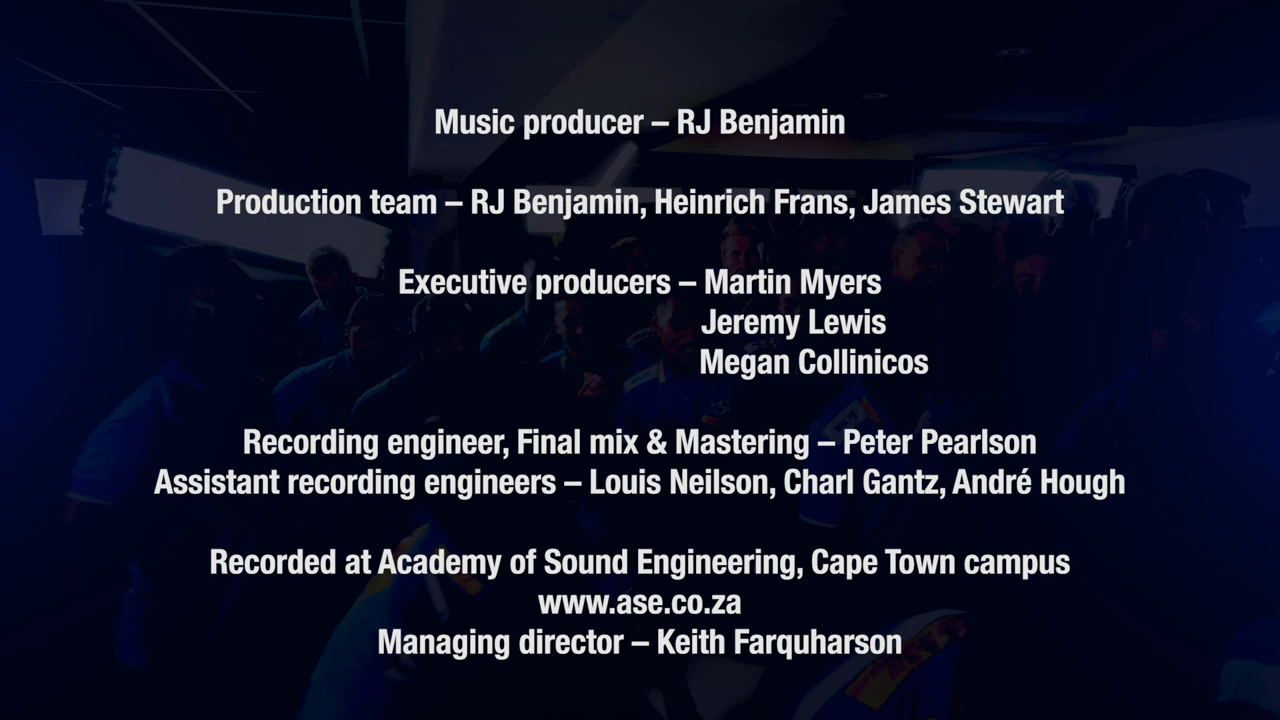 Music producer – RJ Benjamin
Production team – RJ Benjamin, Heinrich Frans, James Stewart
Executive producers – Martin Myers
Jeremy Lewis
Megan Collinicos
Recording engineer, Final mix & Mastering – Peter Pearlson
Assistant recording engineers – Louis Neilson, Charl Gantz, André Hough
Recorded at Academy of Sound Engineering, Cape Town campus
www.ase.co.za
Managing director – Keith Farquharson